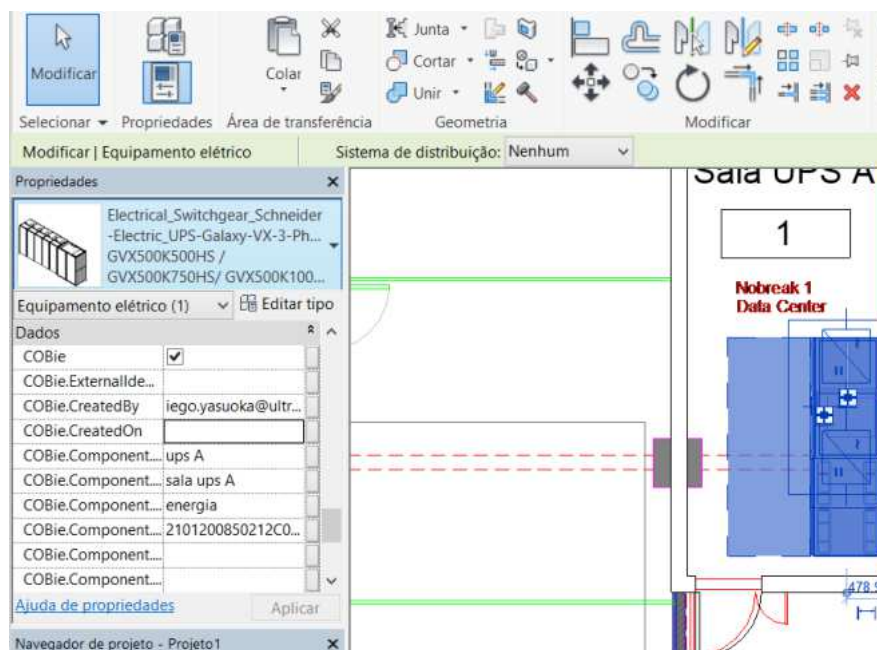 Modificar
Colar
Junta
Cortar
Unir
Selecionar
Propriedades
Área de transferência
Geometria
Modificar
Modificar | Equipamento elétrico
Sistema de distribuição: Nenhum
Propriedades
Electrical_Switchgear_Schneider
-Electric_UPS-Galaxy-VX-3-Ph...
GVX500K500HS /
GVX500K750HS/ GVX500K100...
Equipamento elétrico (1)
Editar tipo
Dados
COBie
COBie.ExternalIde...
COBie.CreatedBy iego.yasuoka@ultr...
COBie.CreatedOn
COBie.Component.... ups A
COBie.Component.... sala ups A
COBie.Component.... energia
COBie.Component.... 2101200850212C0...
COBie.Component....
COBie.Component....
Ajuda de propriedades
Aplicar
Navegador de projeto - Projeto1
Sala UPS A
1
Nobreak 1
Data Center